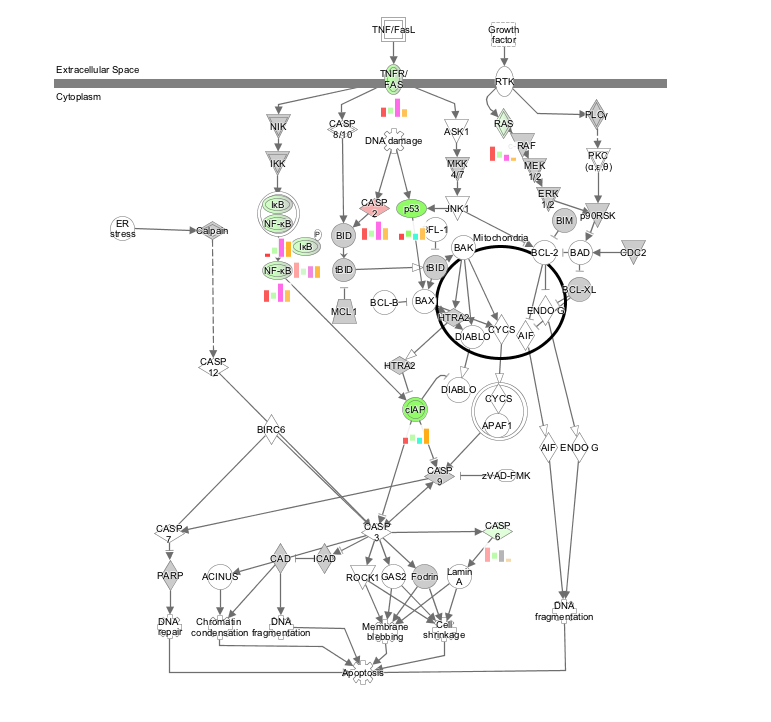 TNF/FasL
Growth
factor
Extracellular Space
TNFR/
FAS
RTK
Cytoplasm
NIK
CASP
8/10
DNA damage
ASK1
RAS
PLCγ
RAF
IKK
MKK
4/7
MEK
1/2
PKC
(α,ε,θ)
IκB
NF-κB
CASP
2
p53
JNK1
ERK
1/2
p90RSK
BIM
ER
stress
Calpain
P
IκB
BID
BFL-1
BAK
Mitochondria
BCL-2
BAD
CDC2
NF-κB
tBID
tBID
BCL-XL
MCL1
BCL-B
BAX
HTRA2
DIABLO
CYCS
AIF
ENDO G
CASP
12
HTRA2
DIABLO
CYCS
APAF1
cIAP
BIRC6
AIF
ENDO G
CASP
9
zVAD-FMK
CASP
7
CASP
3
CASP
6
PARP
ACINUS
CAD
ICAD
ROCK1
GAS2
Fodrin
Lamin
A
DNA
repair
Chromatin
condensation
DNA
fragmentation
Membrane
blebbing
Cell
shrinkage
DNA
fragmentation
Apoptosis